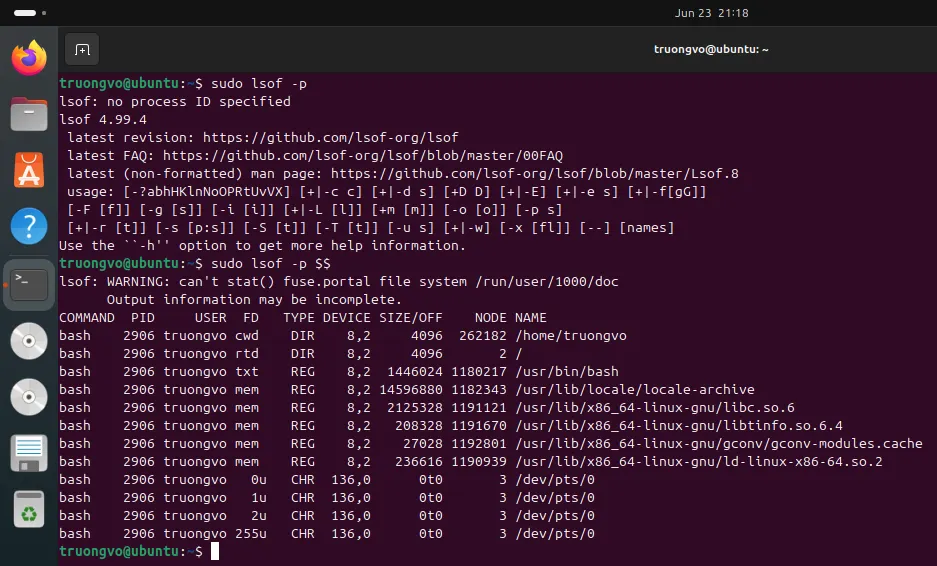 Jun 23 21:18
truongvo@ubuntu: ~
truongvo@ubuntu:~$ sudo lsof -p
lsof: no process ID specified
lsof 4.99.4
 latest revision: https://github.com/lsof-org/lsof
 latest FAQ: https://github.com/lsof-org/lsof/blob/master/00FAQ
 latest (non-formatted) man page: https://github.com/lsof-org/lsof/blob/master/Lsof.8
 usage: [-?abhHKlnNoOPRtUvVX] [+|-c c] [+|-d s] [+D D] [+|-E] [+|-e s] [+|-f[gG]]
 [-F [f]] [-g [s]] [-i [i]] [+|-L [l]] [+m [m]] [-o [o]] [-p s]
 [+|-r [t]] [-s [p:s]] [-S [t]] [-T [t]] [-u s] [+|-w] [-x [fl]] [--] [names]
Use the ``-h'' option to get more help information.
truongvo@ubuntu:~$ sudo lsof -p $$
lsof: WARNING: can't stat() fuse.portal file system /run/user/1000/doc
      Output information may be incomplete.
COMMAND  PID     USER  FD   TYPE DEVICE SIZE/OFF    NODE NAME
bash    2906 truongvo cwd    DIR    8,2     4096  262182 /home/truongvo
bash    2906 truongvo rtd    DIR    8,2     4096       2 /
bash    2906 truongvo txt    REG    8,2  1446024 1180217 /usr/bin/bash
bash    2906 truongvo mem    REG    8,2 14596880 1182343 /usr/lib/locale/locale-archive
bash    2906 truongvo mem    REG    8,2  2125328 1191121 /usr/lib/x86_64-linux-gnu/libc.so.6
bash    2906 truongvo mem    REG    8,2   208328 1191670 /usr/lib/x86_64-linux-gnu/libtinfo.so.6.4
bash    2906 truongvo mem    REG    8,2    27028 1192801 /usr/lib/x86_64-linux-gnu/gconv/gconv-modules.cache
bash    2906 truongvo mem    REG    8,2   236616 1190939 /usr/lib/x86_64-linux-gnu/ld-linux-x86-64.so.2
bash    2906 truongvo   0u   CHR  136,0      0t0       3 /dev/pts/0
bash    2906 truongvo   1u   CHR  136,0      0t0       3 /dev/pts/0
bash    2906 truongvo   2u   CHR  136,0      0t0       3 /dev/pts/0
bash    2906 truongvo 255u   CHR  136,0      0t0       3 /dev/pts/0
truongvo@ubuntu:~$